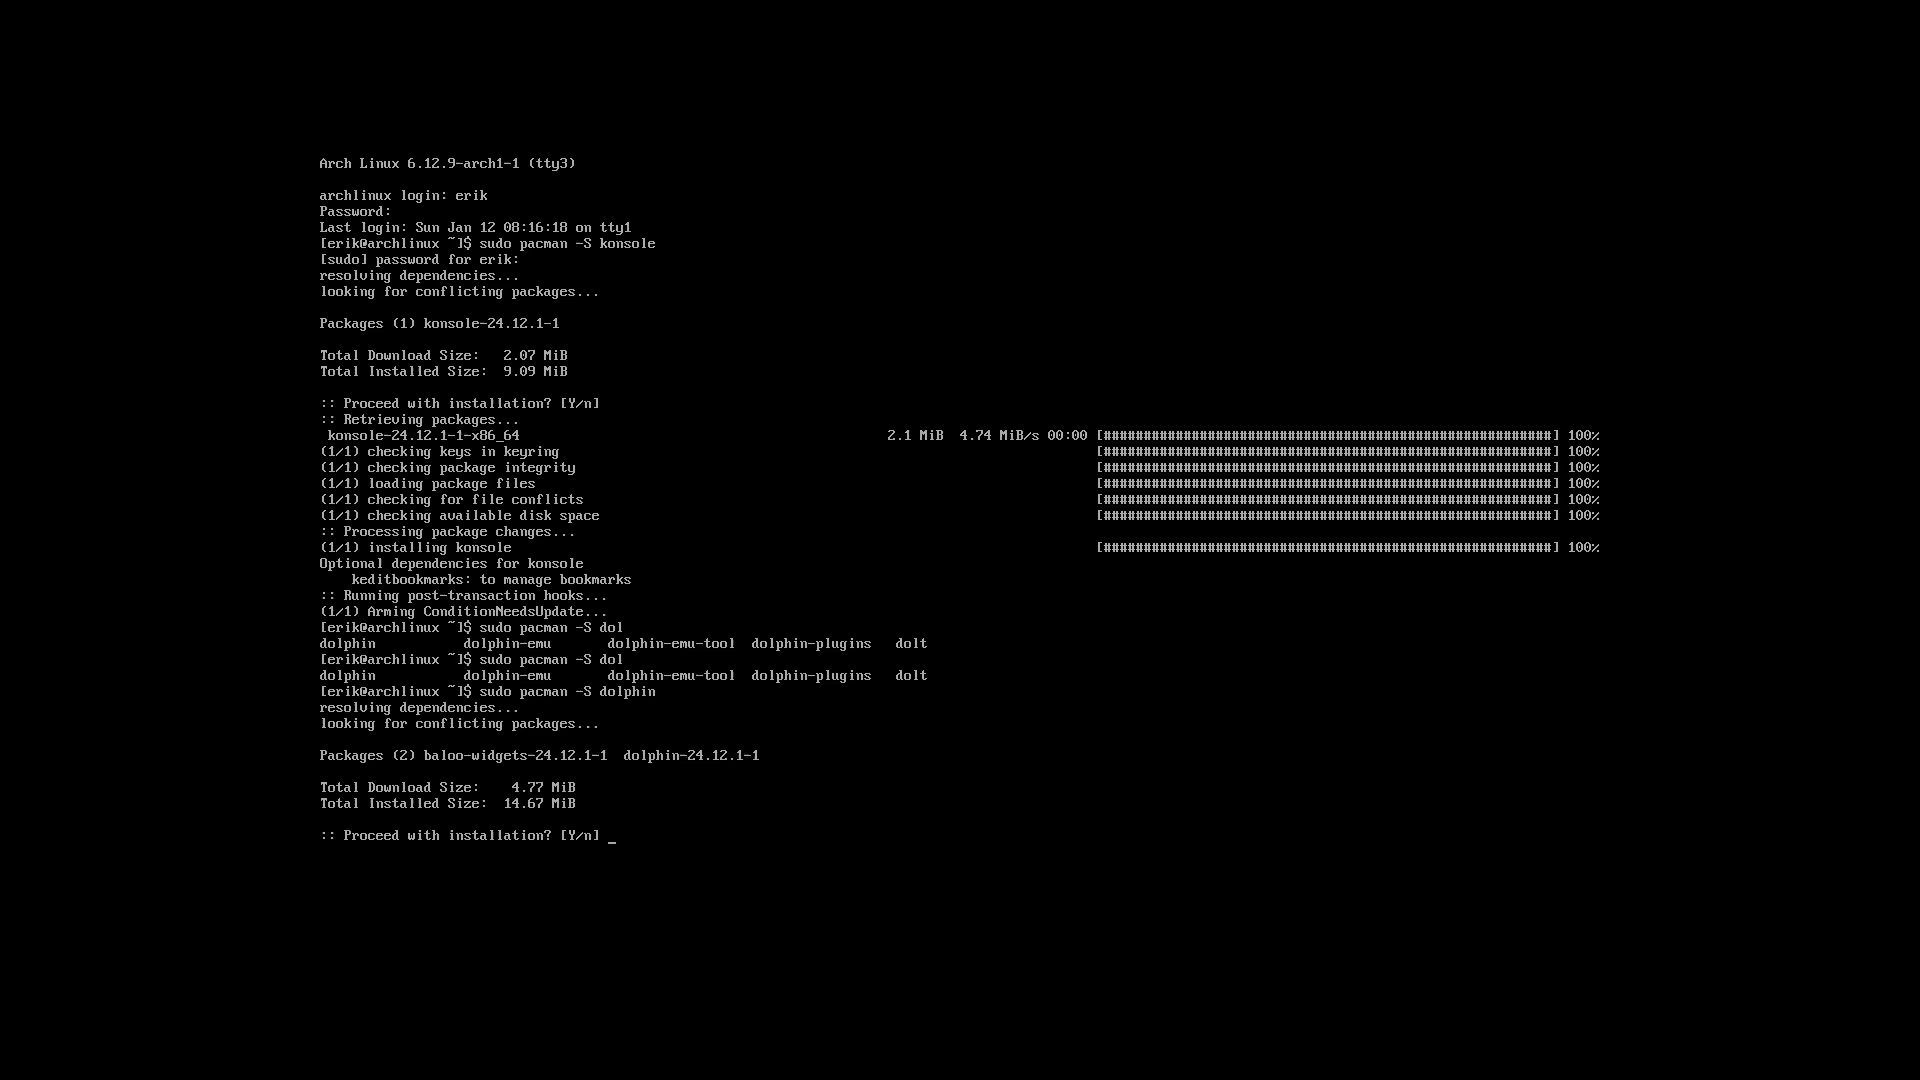 Arch Linux 6.12.9-arch1-1 (tty3)
archlinux login: erik
Password:
Last login: Sun Jan 12 08:16:18 on tty1
[erik@archlinux ~]$ sudo pacman -S konsole
[sudo] password for erik:
resolving dependencies...
looking for conflicting packages...
Packages (1) konsole-24.12.1-1
Total Download Size:   2.07 MiB
Total Installed Size:  9.09 MiB
:: Proceed with installation? [Y/n]
:: Retrieving packages...
konsole-24.12.1-1-x86_64 2.1 MiB  4.74 MiB/s 00:00 [########################################################] 100%
(1/1) checking keys in keyring [########################################################] 100%
(1/1) checking package integrity [########################################################] 100%
(1/1) loading package files [########################################################] 100%
(1/1) checking for file conflicts [########################################################] 100%
(1/1) checking available disk space [########################################################] 100%
:: Processing package changes...
(1/1) installing konsole [########################################################] 100%
Optional dependencies for konsole
    keditbookmarks: to manage bookmarks
:: Running post-transaction hooks...
(1/1) Arming ConditionNeedsUpdate...
[erik@archlinux ~]$ sudo pacman -S dol
dolphin           dolphin-emu       dolphin-emu-tool  dolphin-plugins   dolt
[erik@archlinux ~]$ sudo pacman -S dol
dolphin           dolphin-emu       dolphin-emu-tool  dolphin-plugins   dolt
[erik@archlinux ~]$ sudo pacman -S dolphin
resolving dependencies...
looking for conflicting packages...
Packages (2) baloo-widgets-24.12.1-1  dolphin-24.12.1-1
Total Download Size:    4.77 MiB
Total Installed Size:  14.67 MiB
:: Proceed with installation? [Y/n] _